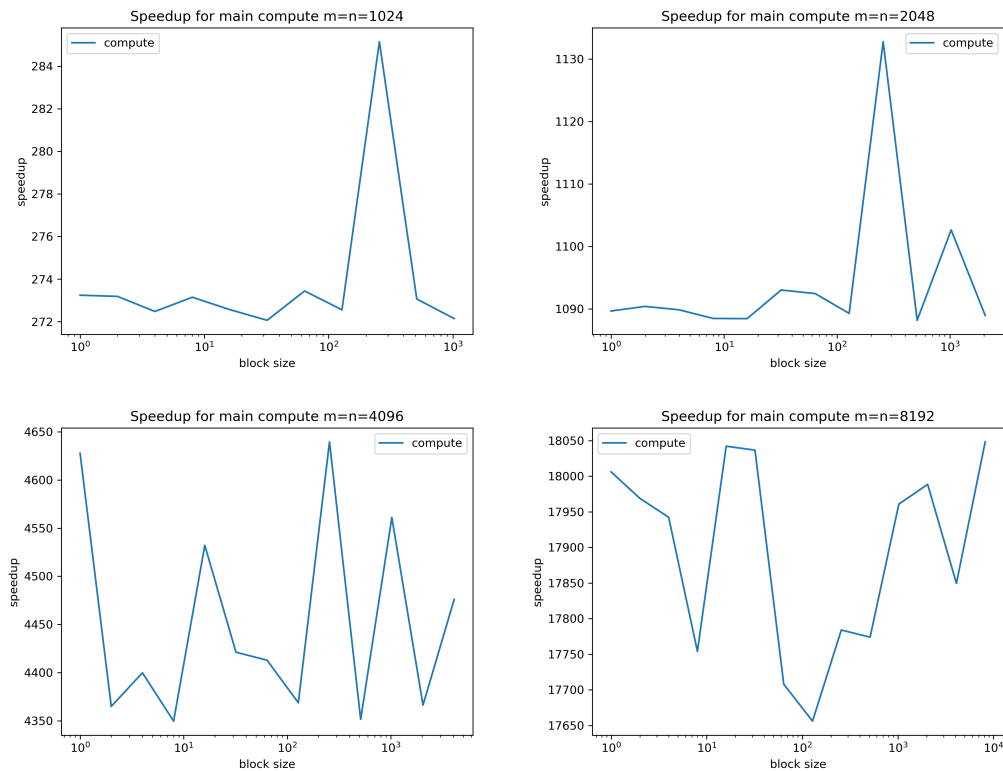 Speedup for main compute m=n=1024
compute
284
282
280
278
276
274
272
speedup
10⁰
10¹
10²
10³
block size
Speedup for main compute m=n=2048
compute
1130
1120
1110
1100
1090
speedup
10⁰
10¹
10²
10³
block size
Speedup for main compute m=n=4096
compute
4650
4600
4550
4500
4450
4400
4350
speedup
10⁰
10¹
10²
10³
block size
Speedup for main compute m=n=8192
compute
18050
18000
17950
17900
17850
17800
17750
17700
17650
speedup
10⁰
10¹
10²
10³
10⁴
block size